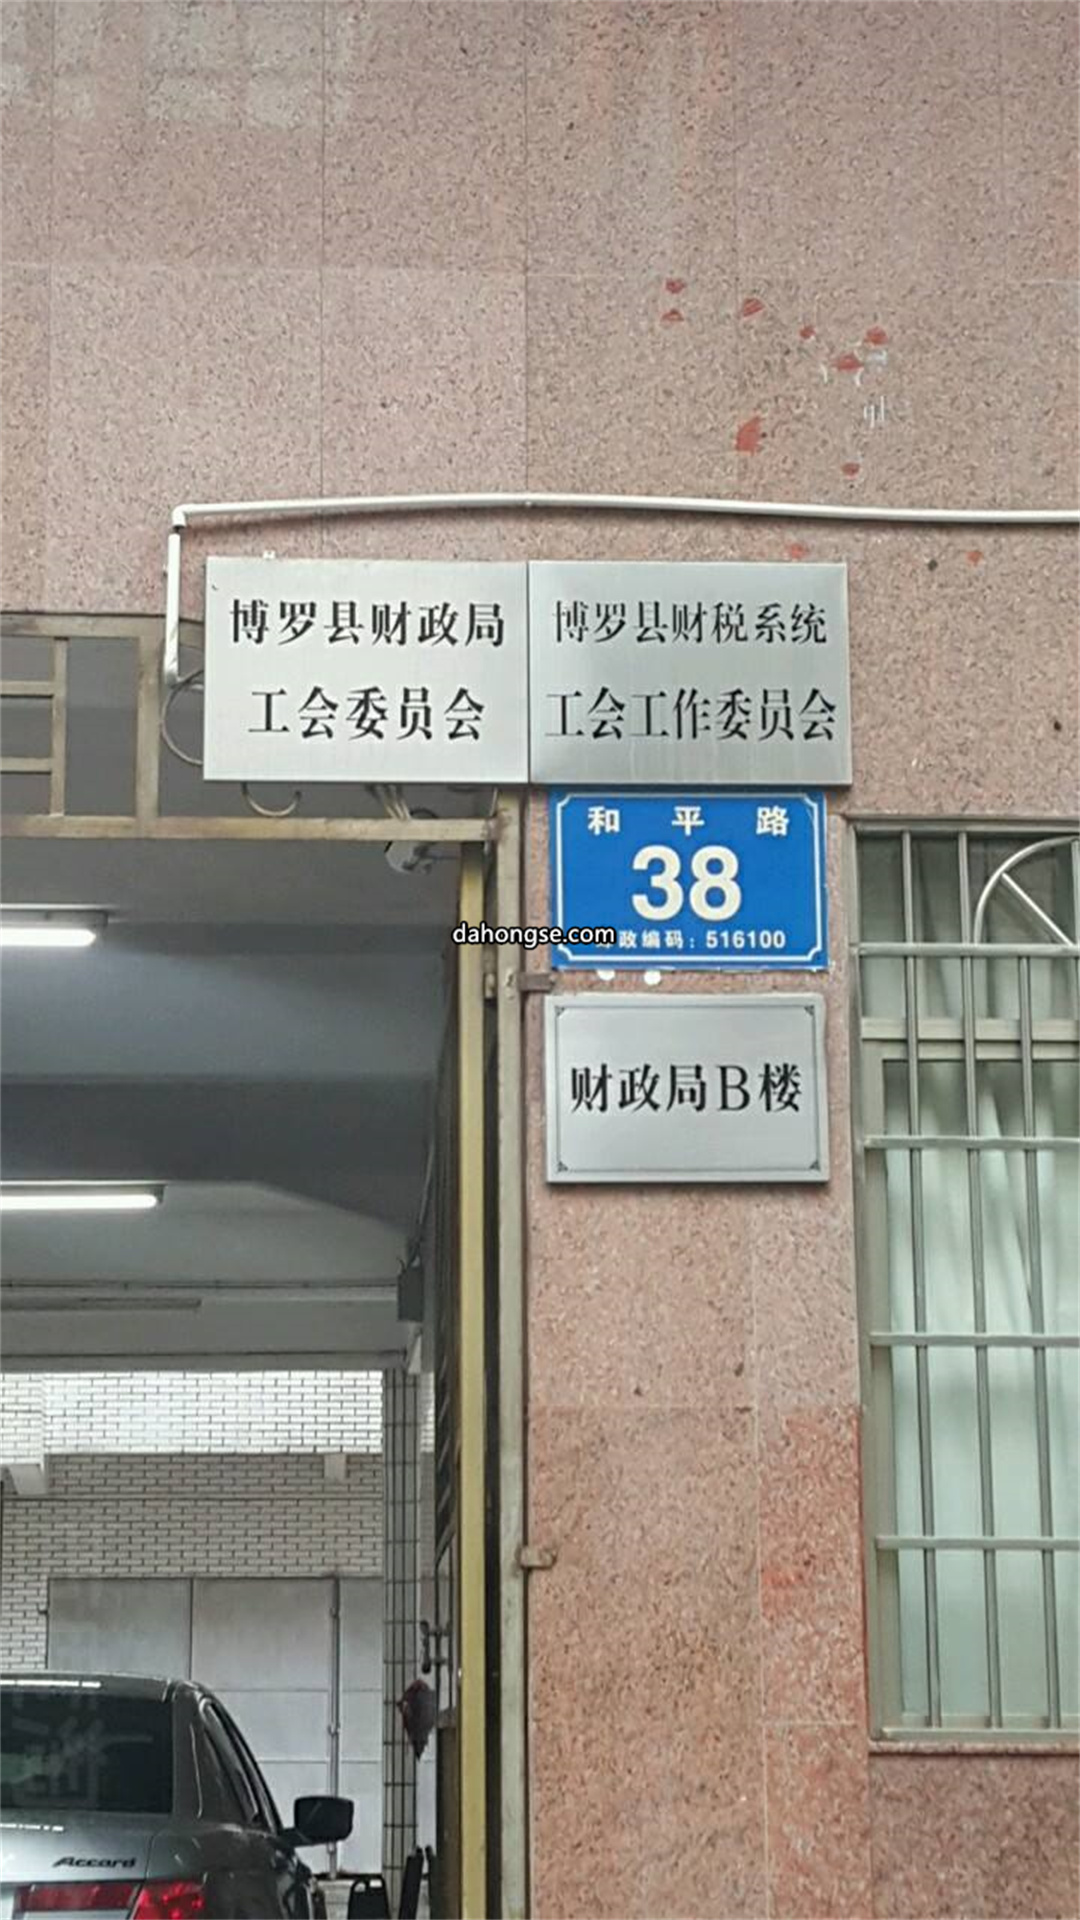 博罗县财政局
工会委员会
博罗县财税系统
工会工作委员会
和平路
38
dahongse.com
政编码：516100
财政局B楼
Accord